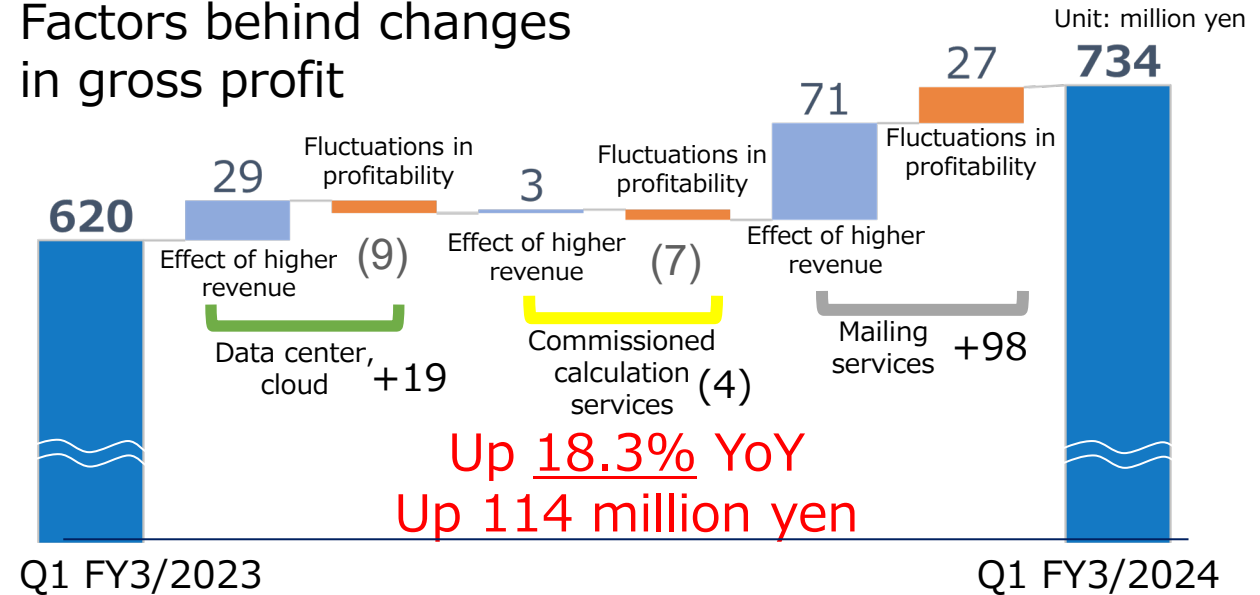 Factors behind changes
in gross profit
Unit: million yen
620
29
Effect of higher
revenue
Fluctuations in
profitability
(9)
Data center,
cloud
+19
3
Effect of higher
revenue
Fluctuations in
profitability
(7)
Commissioned
calculation
services
(4)
71
Effect of higher
revenue
27
Fluctuations in
profitability
Mailing
services
+98
734
Up 18.3% YoY
Up 114 million yen
Q1 FY3/2023
Q1 FY3/2024